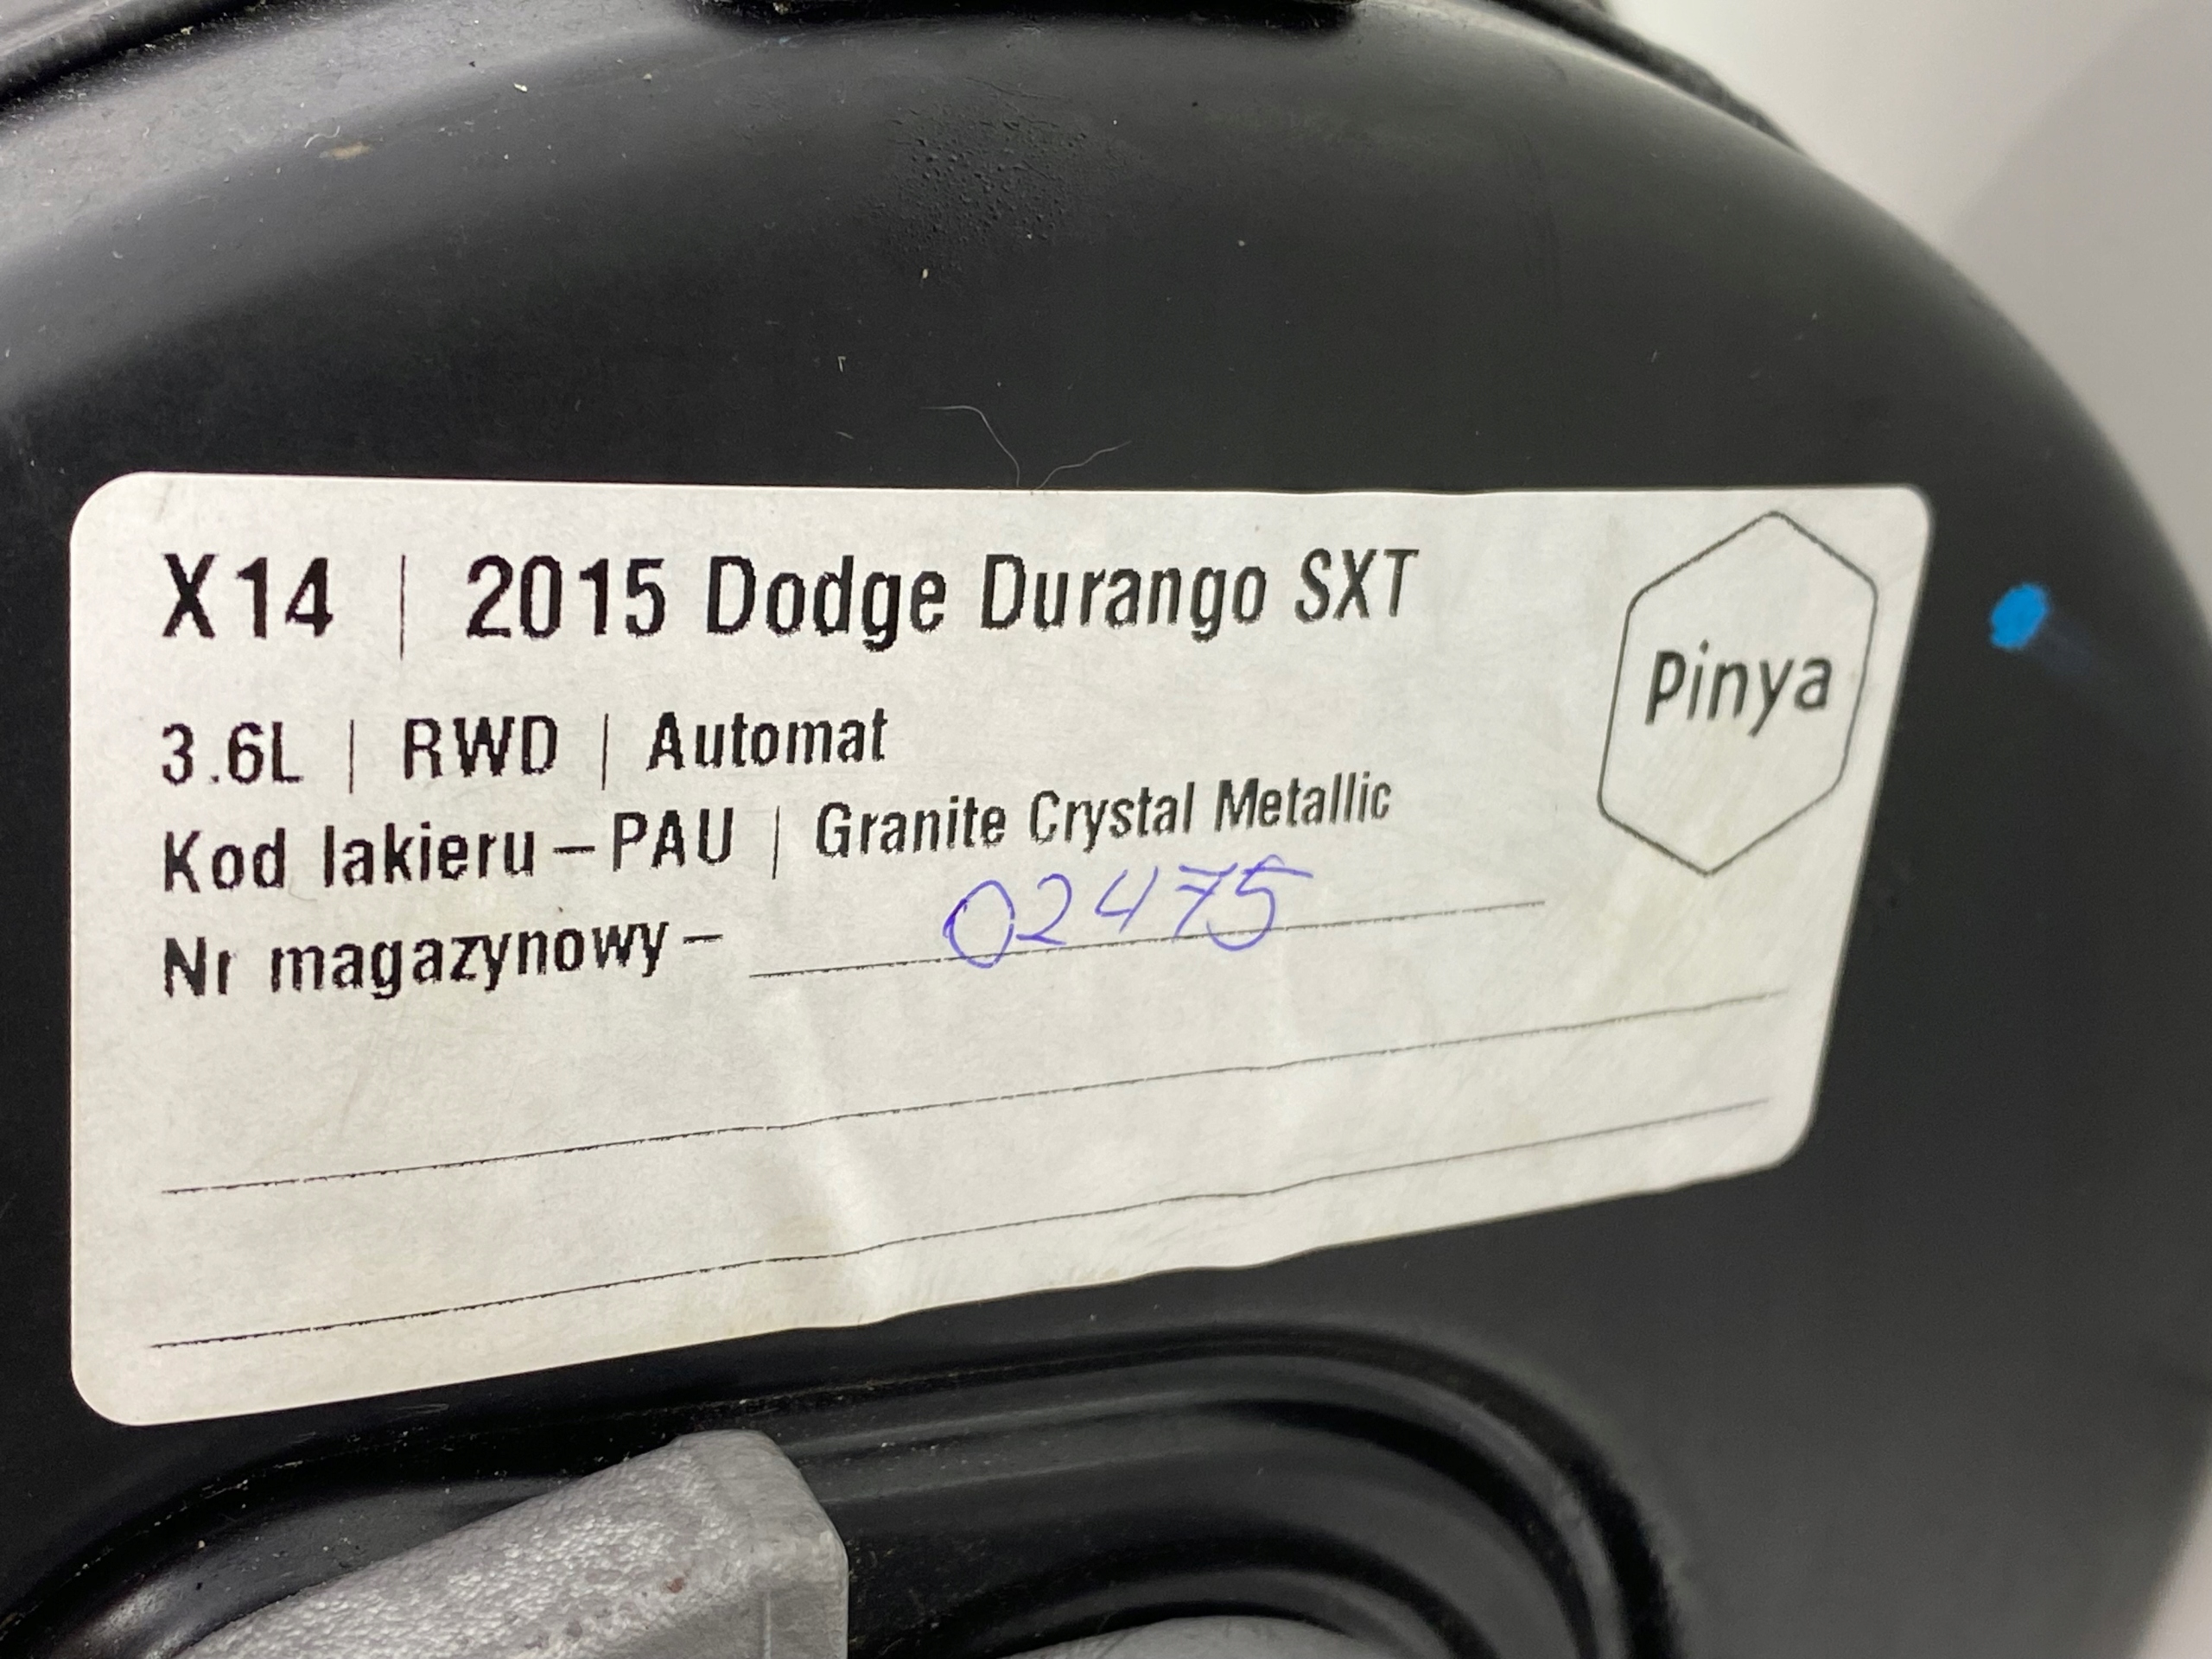 X14 | 2015 Dodge Durango SXT
Pinya
3.6L | RWD | Automat
Kod lakieru – PAU | Granite Crystal Metallic
Nr magazynowy – 02475